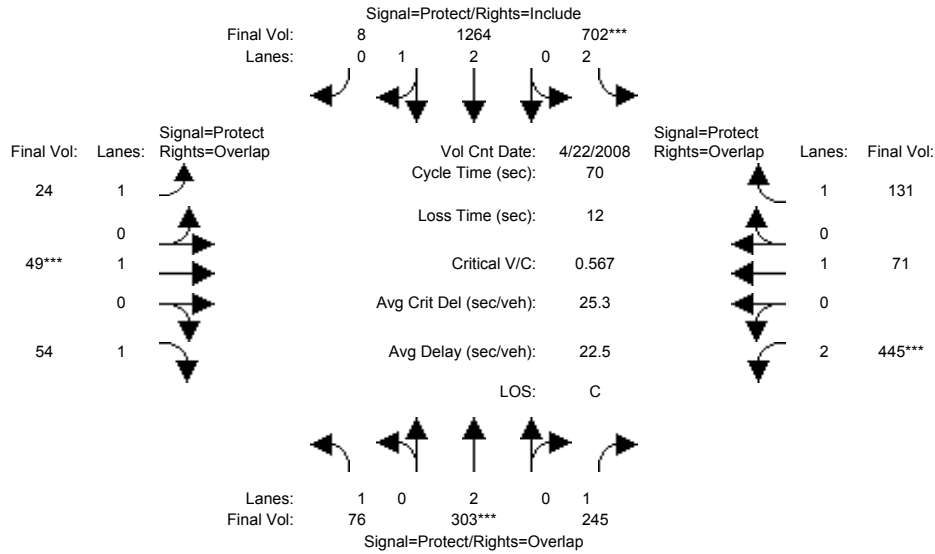 Signal=Protect/Rights=Include
Final Vol: 8 1264 702***
Lanes: 0 1 2 0 2
Signal=Protect Signal=Protect
Final Vol: Lanes: Rights=Overlap Vol Cnt Date: 4/22/2008 Rights=Overlap Lanes: Final Vol:
Cycle Time (sec): 70
24 1 1 131
Loss Time (sec): 12
0 0
49*** 1 Critical V/C: 0.567 1 71
0 Avg Crit Del (sec/veh): 25.3 0
54 1 Avg Delay (sec/veh): 22.5 2 445***
LOS: C
Lanes: 1 0 2 0 1
Final Vol: 76 303*** 245
Signal=Protect/Rights=Overlap